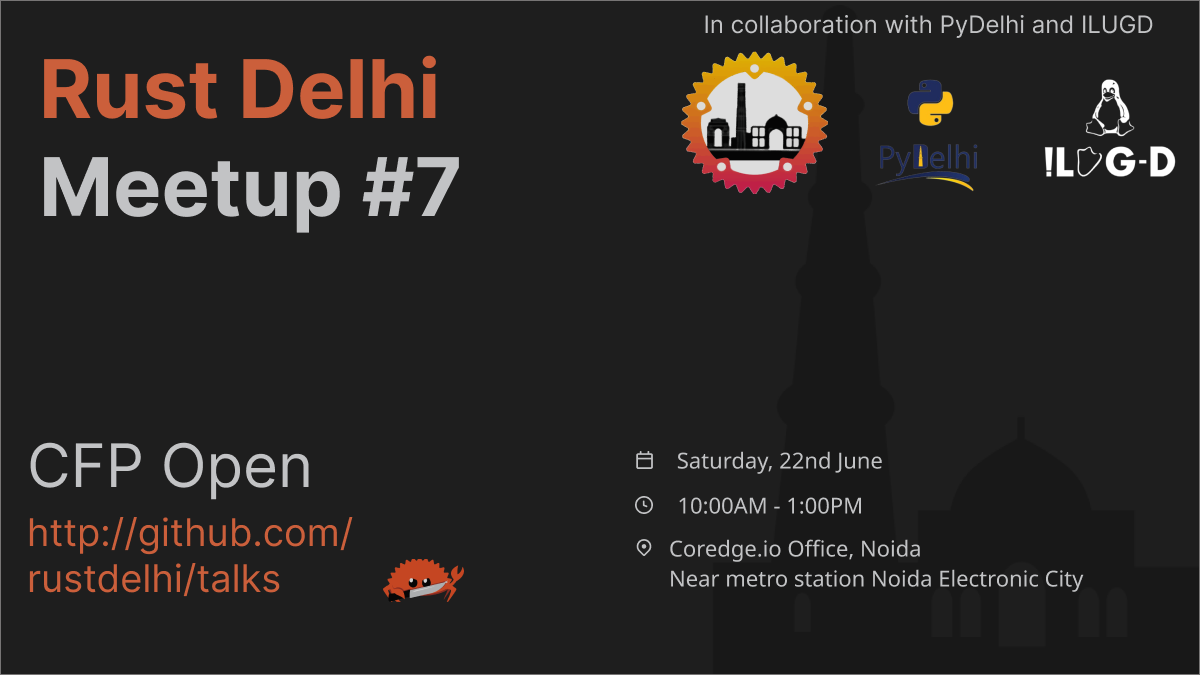 In collaboration with PyDelhi and ILUGD
Rust Delhi
Meetup #7
PyDelhi
!LUG-D
CFP Open
http://github.com/
rustdelhi/talks
Saturday, 22nd June
10:00AM - 1:00PM
Coredge.io Office, Noida
Near metro station Noida Electronic City